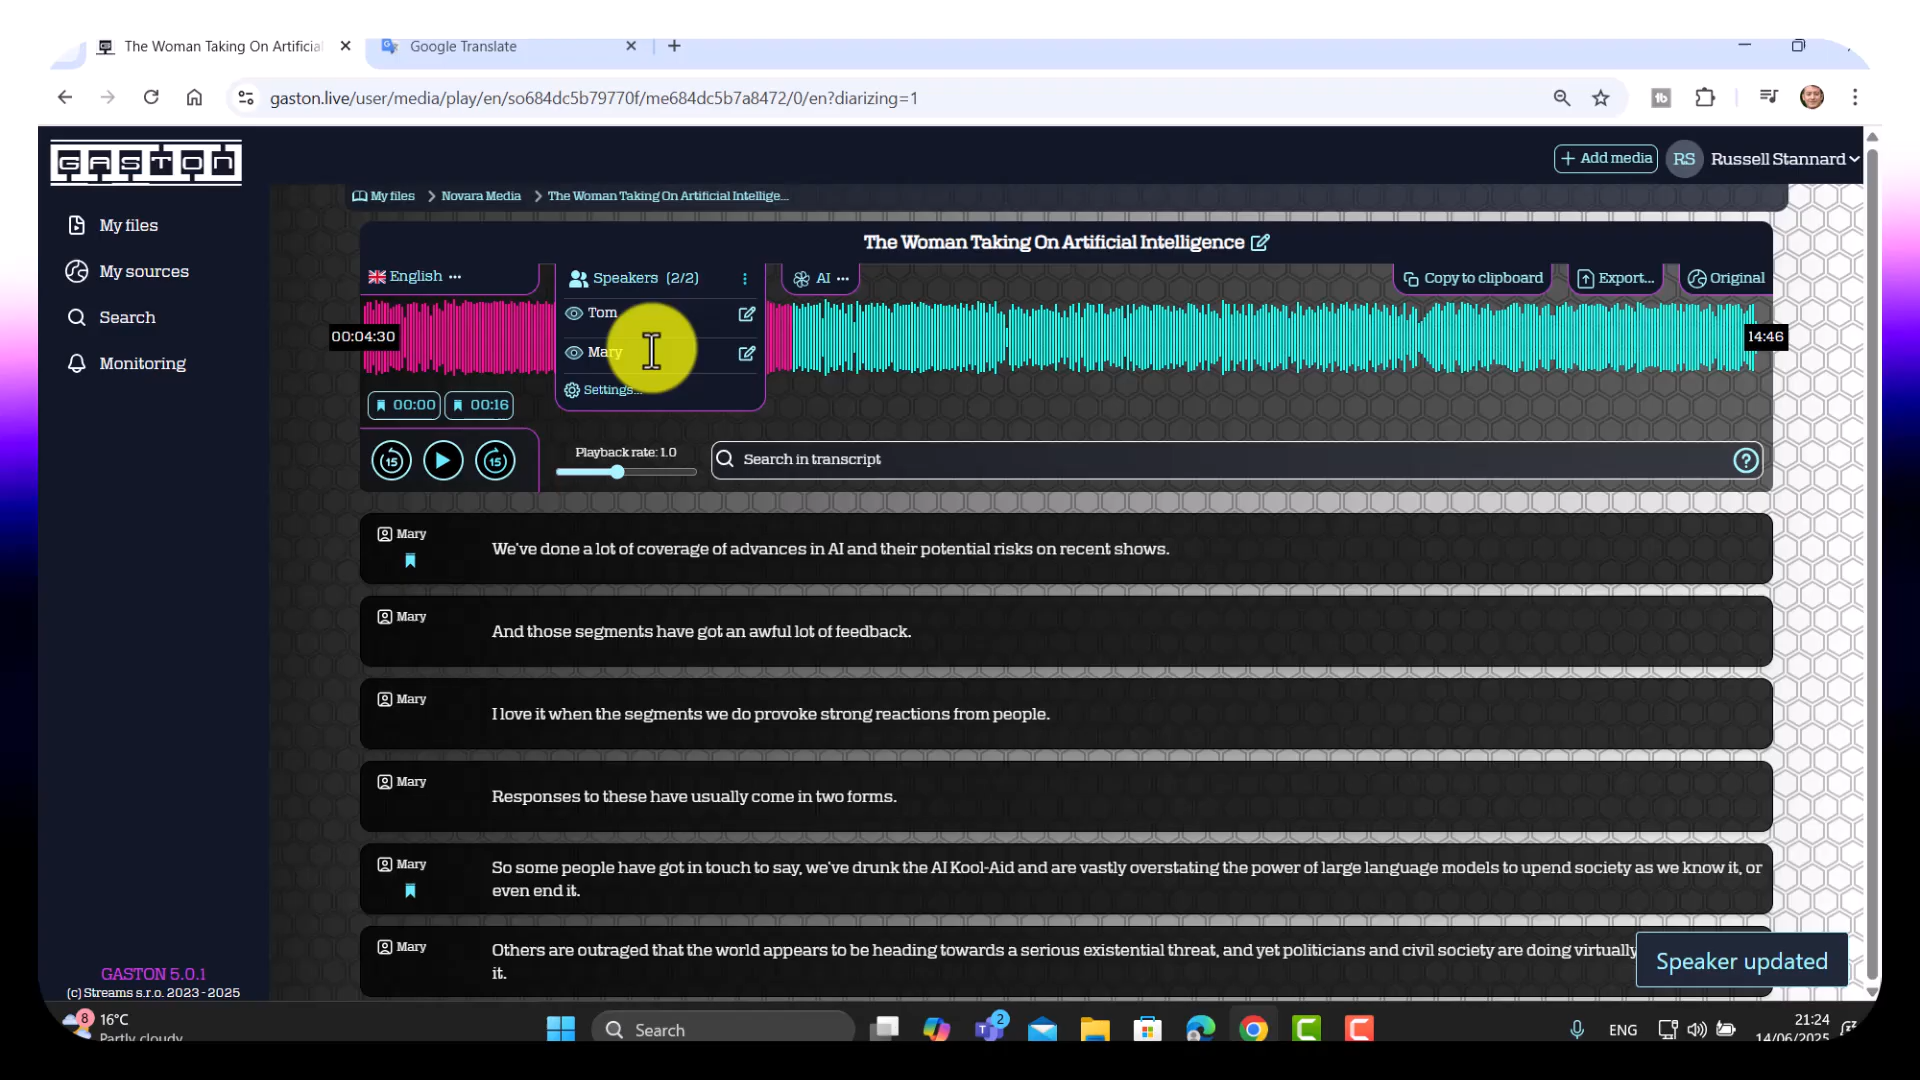 The Woman Taking On Artificial
Google Translate
gaston.live/user/media/play/en/so684dc5b79770f/me684dc5b7a8472/0/en?diarizing=1
GASTON
+ Add media
RS
Russell Stannard
My files
My sources
Search
Monitoring
My files
Novara Media
The Woman Taking On Artificial Intellige...
The Woman Taking On Artificial Intelligence
English ...
Speakers (2/2)
AI ...
Copy to clipboard
Export...
Original
Tom
Mary
Settings...
00:04:30
14:46
00:00
00:16
15
15
Playback rate: 1.0
Search in transcript
?
Mary
We've done a lot of coverage of advances in AI and their potential risks on recent shows.
Mary
And those segments have got an awful lot of feedback.
Mary
I love it when the segments we do provoke strong reactions from people.
Mary
Responses to these have usually come in two forms.
Mary
So some people have got in touch to say, we've drunk the AI Kool-Aid and are vastly overstating the power of large language models to upend society as we know it, or
even end it.
Mary
Others are outraged that the world appears to be heading towards a serious existential threat, and yet politicians and civil society are doing virtually
it.
Speaker updated
GASTON 5.0.1
(c) Streams s.r.o. 2023 - 2025
8
16°C
Partly cloudy
Search
2
ENG
21:24
14/06/2025